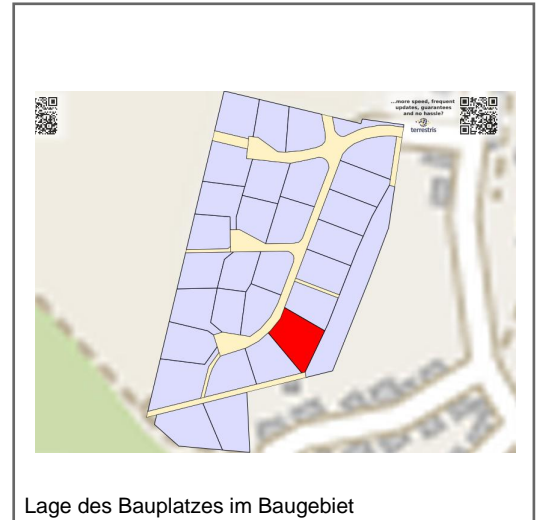 ...more speed, frequent
updates, guarantees
and no hassle?
terrestris
Lage des Bauplatzes im Baugebiet